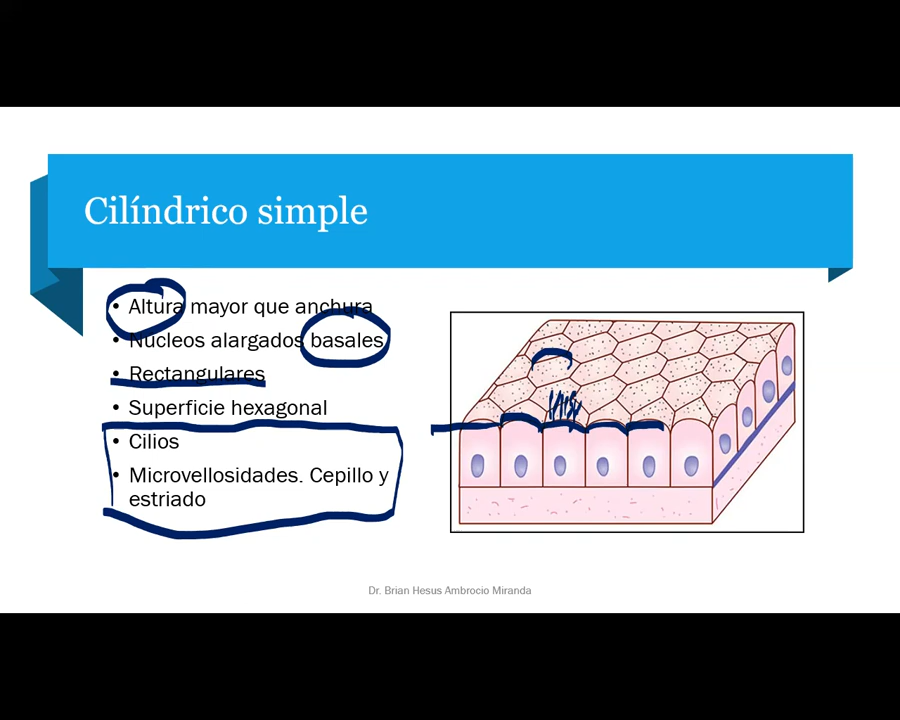 Cilíndrico simple
• Altura mayor que anchura
• Núcleos alargados basales
• Rectangulares
• Superficie hexagonal
• Cilios
• Microvellosidades. Cepillo y
estriado
Dr. Brian Hesus Ambrocio Miranda